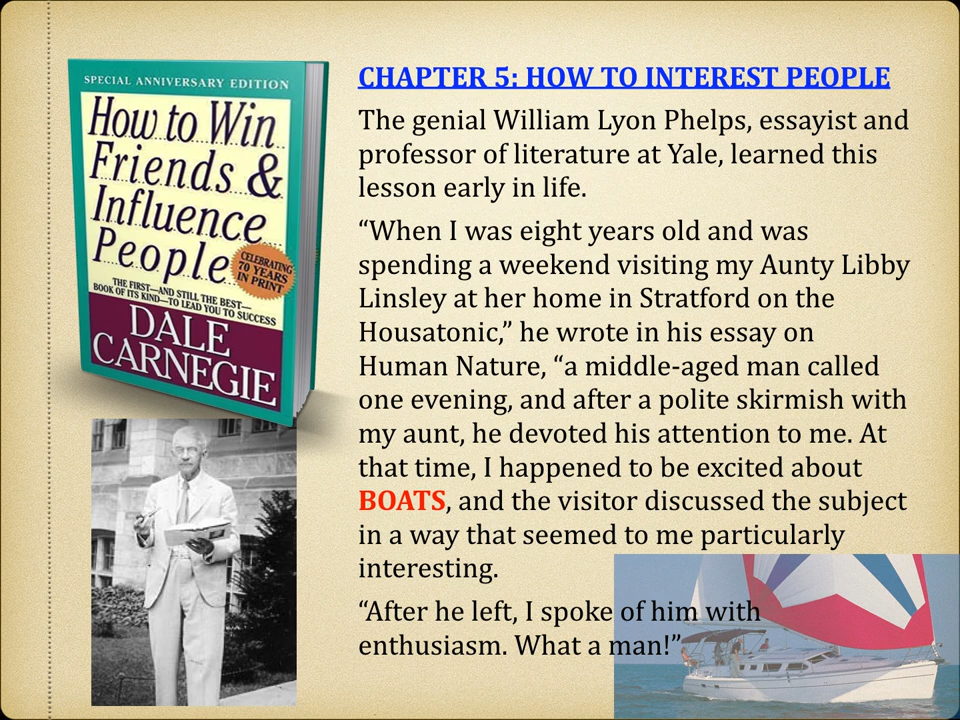 SPECIAL ANNIVERSARY EDITION
How to Win
Friends &
Influence
People
CELEBRATING
70 YEARS
IN PRINT
THE FIRST—AND STILL THE BEST—
BOOK OF ITS KIND—TO LEAD YOU TO SUCCESS
DALE
CARNEGIE
CHAPTER 5: HOW TO INTEREST PEOPLE
The genial William Lyon Phelps, essayist and
professor of literature at Yale, learned this
lesson early in life.
“When I was eight years old and was
spending a weekend visiting my Aunty Libby
Linsley at her home in Stratford on the
Housatonic,” he wrote in his essay on
Human Nature, “a middle-aged man called
one evening, and after a polite skirmish with
my aunt, he devoted his attention to me. At
that time, I happened to be excited about
BOATS, and the visitor discussed the subject
in a way that seemed to me particularly
interesting.
“After he left, I spoke of him with
enthusiasm. What a man!”